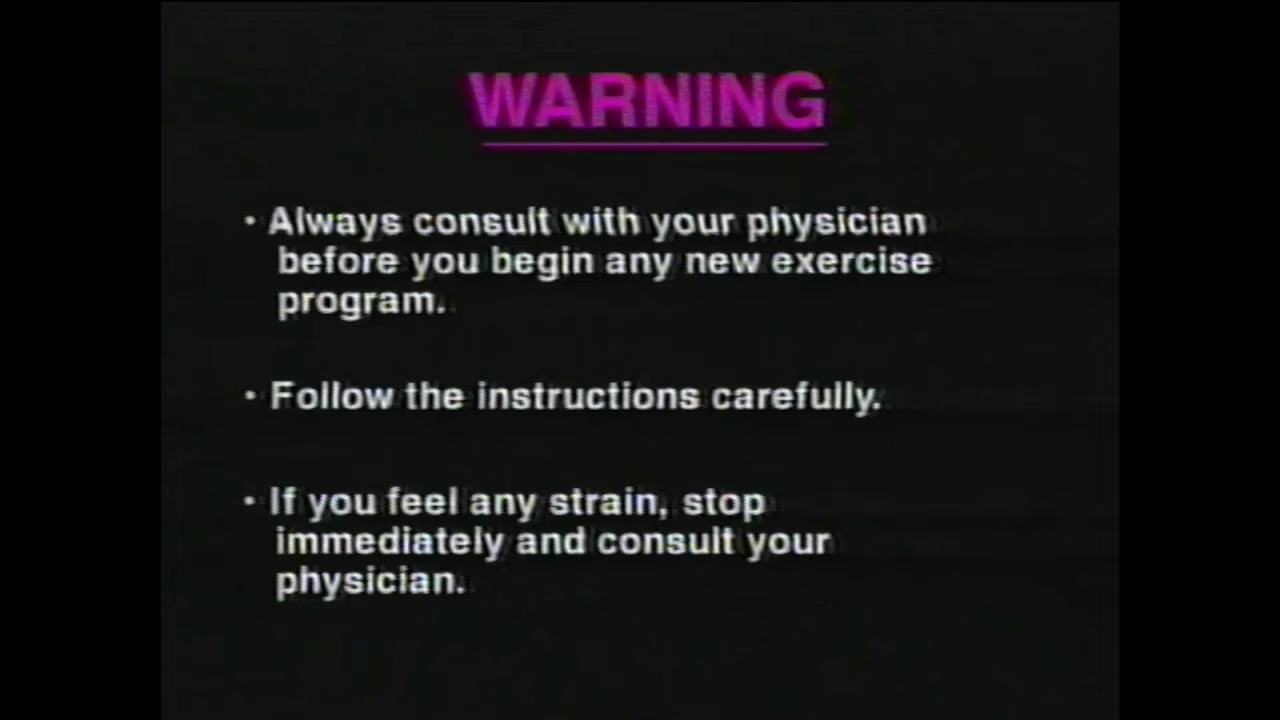 WARNING
• Always consult with your physician
before you begin any new exercise
program.
• Follow the instructions carefully.
• If you feel any strain, stop
immediately and consult your
physician.